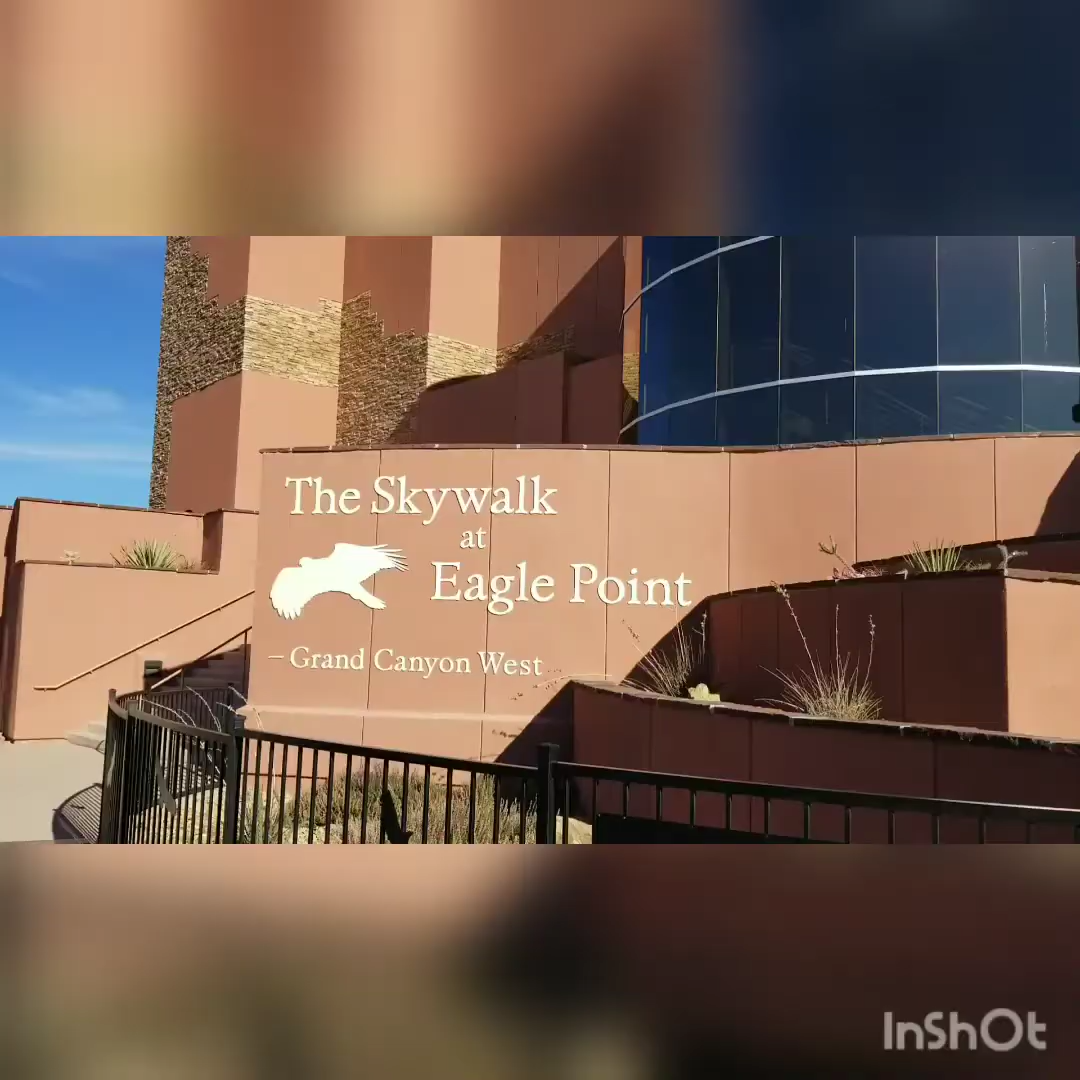 The Skywalk
at
Eagle Point
– Grand Canyon West
InShOt